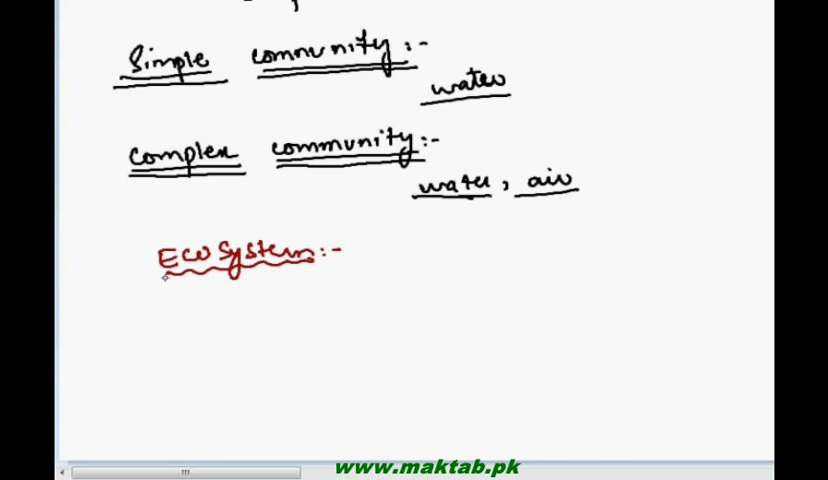 Simple community:-
water
Complex community:-
water, air
Eco System:-
www.maktab.pk